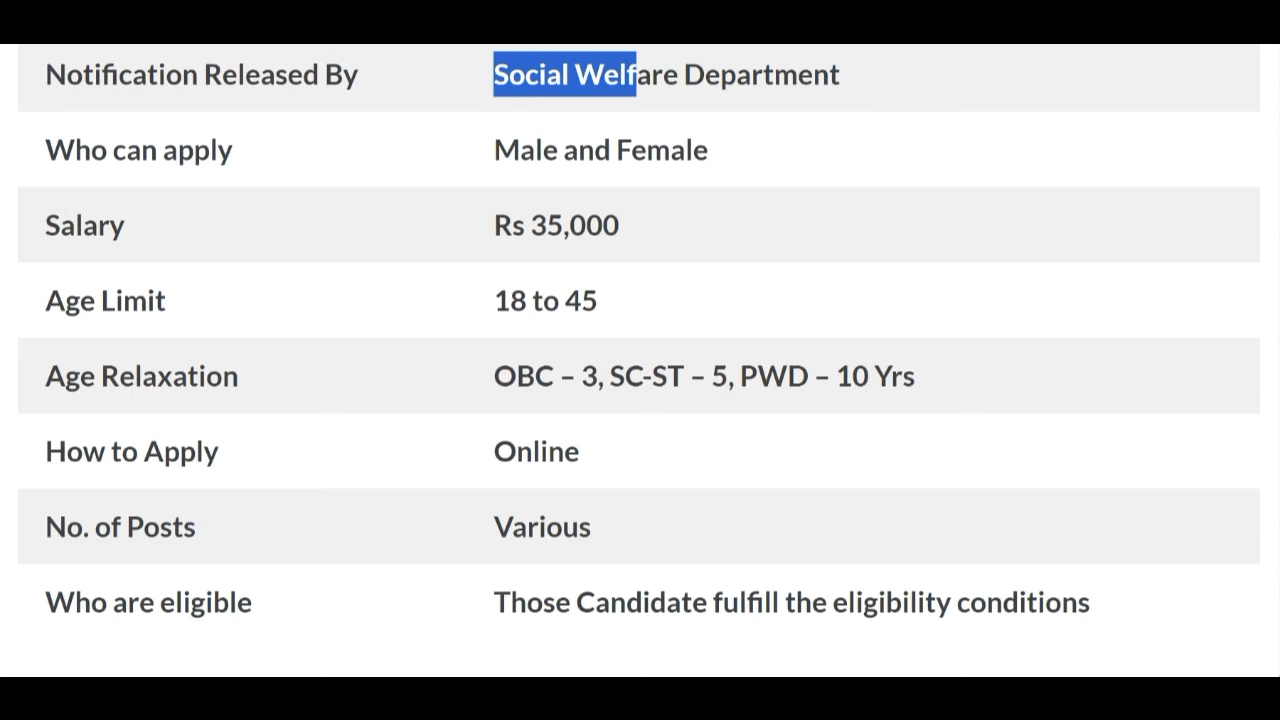 Notification Released By Social Welfare Department
Who can apply Male and Female
Salary Rs 35,000
Age Limit 18 to 45
Age Relaxation OBC – 3, SC-ST – 5, PWD – 10 Yrs
How to Apply Online
No. of Posts Various
Who are eligible Those Candidate fulfill the eligibility conditions